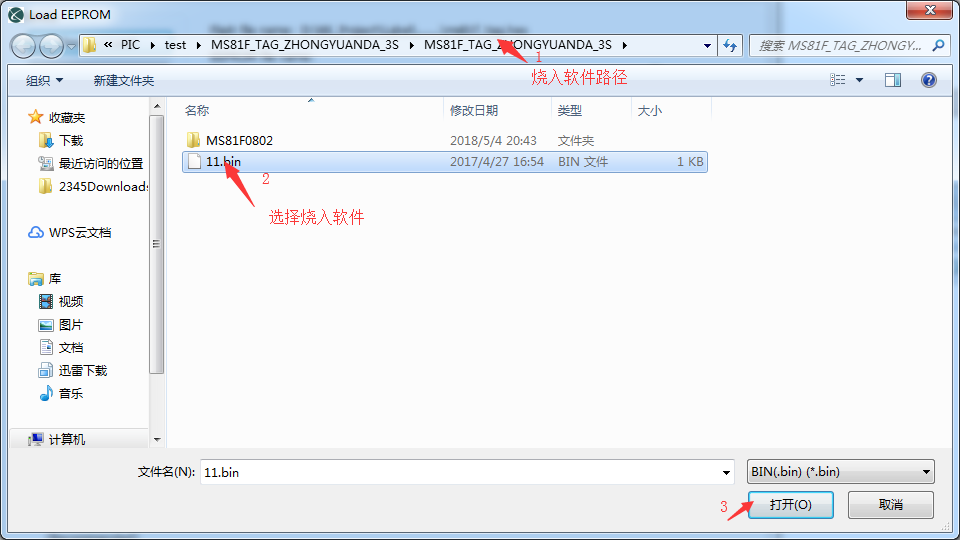 Load EEPROM
« PIC ▸ test ▸ MS81F_TAG_ZHONGYUANDA_3S ▸ MS81F_TAG_ZHONGYUANDA_3S ▸
搜索 MS81F_TAG_ZHONGY...
1
烧入软件路径
组织 新建文件夹
收藏夹
下载
最近访问的位置
2345Downloads
WPS云文档
库
视频
图片
文档
迅雷下载
音乐
计算机
名称 修改日期 类型 大小
MS81F0802 2018/5/4 20:43 文件夹
11.bin 2017/4/27 16:54 BIN 文件 1 KB
2
选择烧入软件
文件名(N): 11.bin BIN(.bin) (*.bin)
3
打开(O) 取消